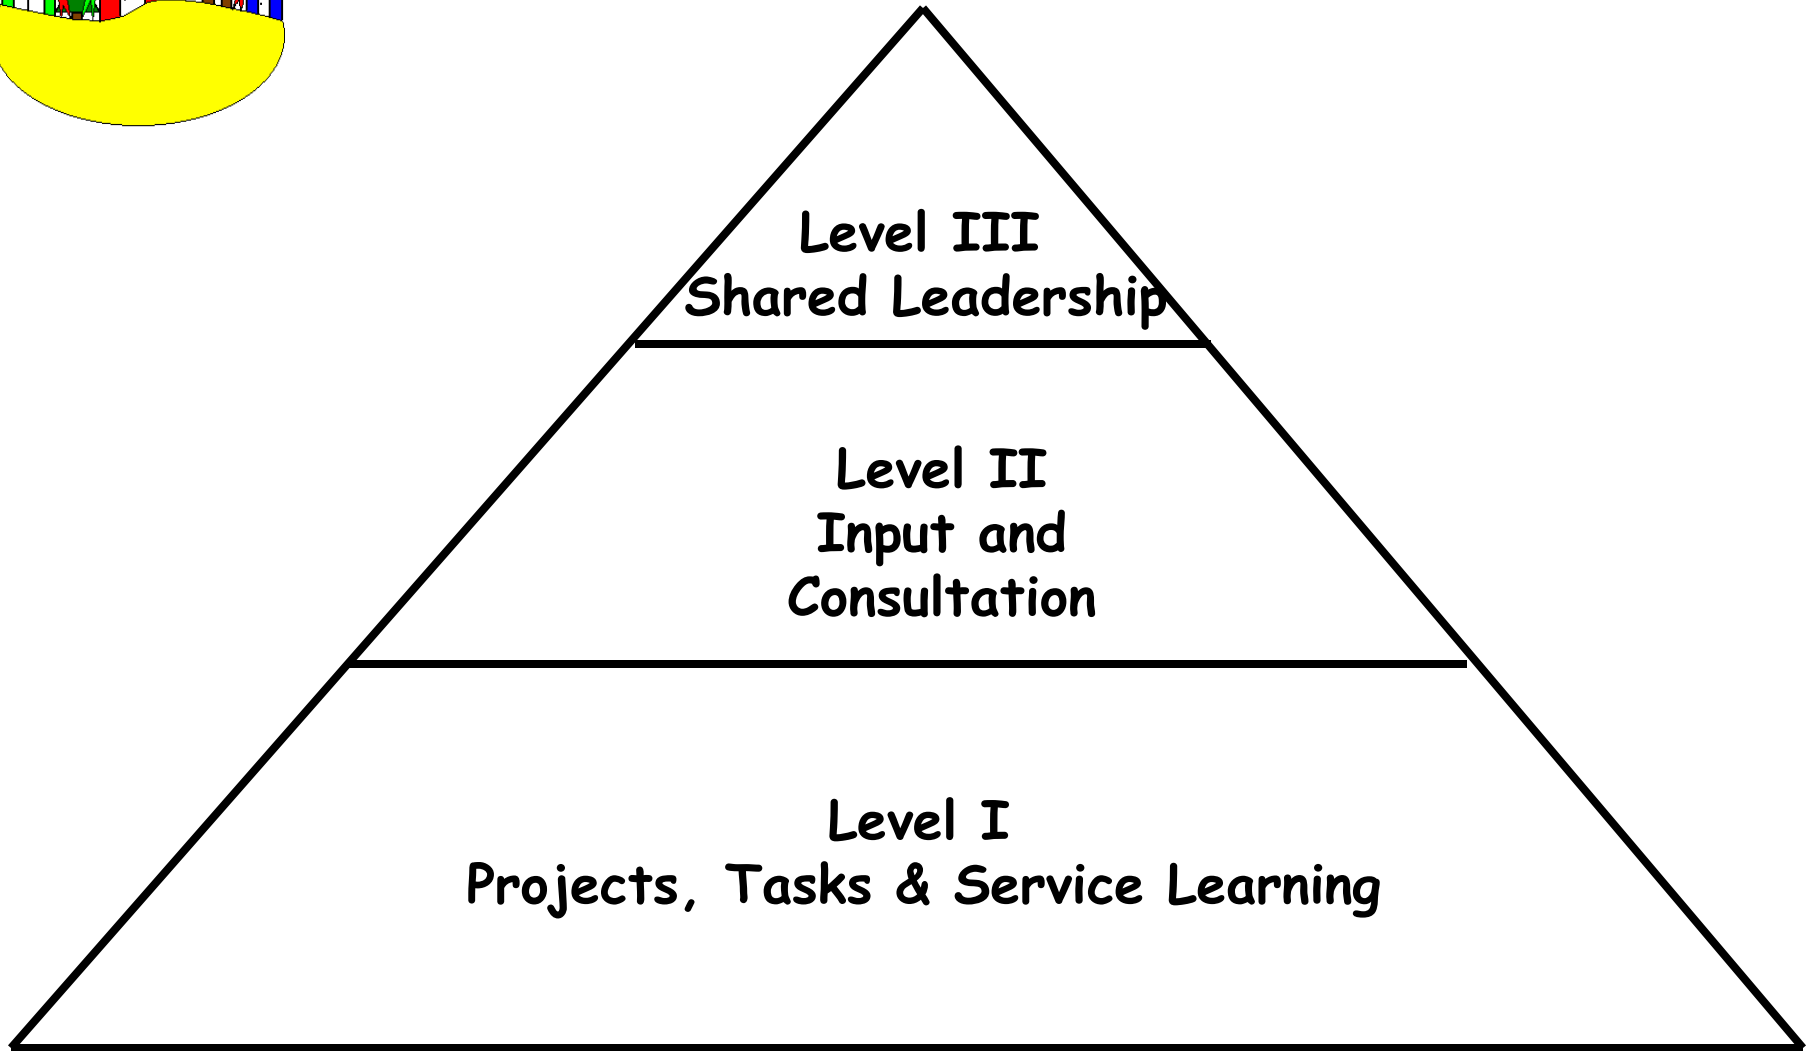 Level III
Shared Leadership
Level II
Input and
Consultation
Level I
Projects, Tasks & Service Learning